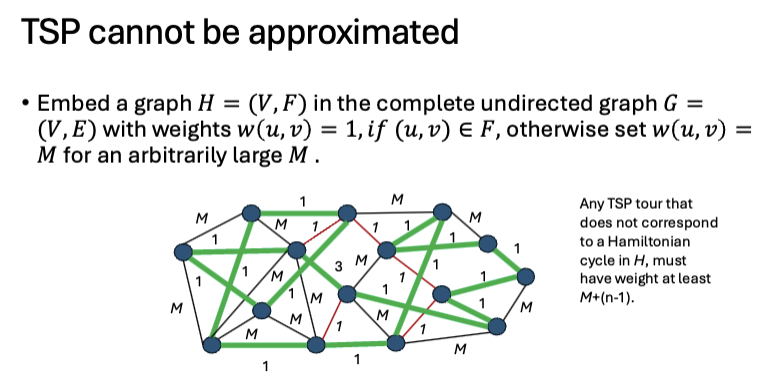 TSP cannot be approximated
• Embed a graph H = (V, F) in the complete undirected graph G =
(V, E) with weights w(u, v) = 1, if (u, v) ∈ F, otherwise set w(u, v) =
M for an arbitrarily large M .
Any TSP tour that
does not correspond
to a Hamiltonian
cycle in H, must
have weight at least
M+(n-1).
1
M
M
M
1
1
1
M
1
1
1
3
M
1
1
1
M
1
1
1
M
1
M
M
M
1
M
1
1
M
M
1
1